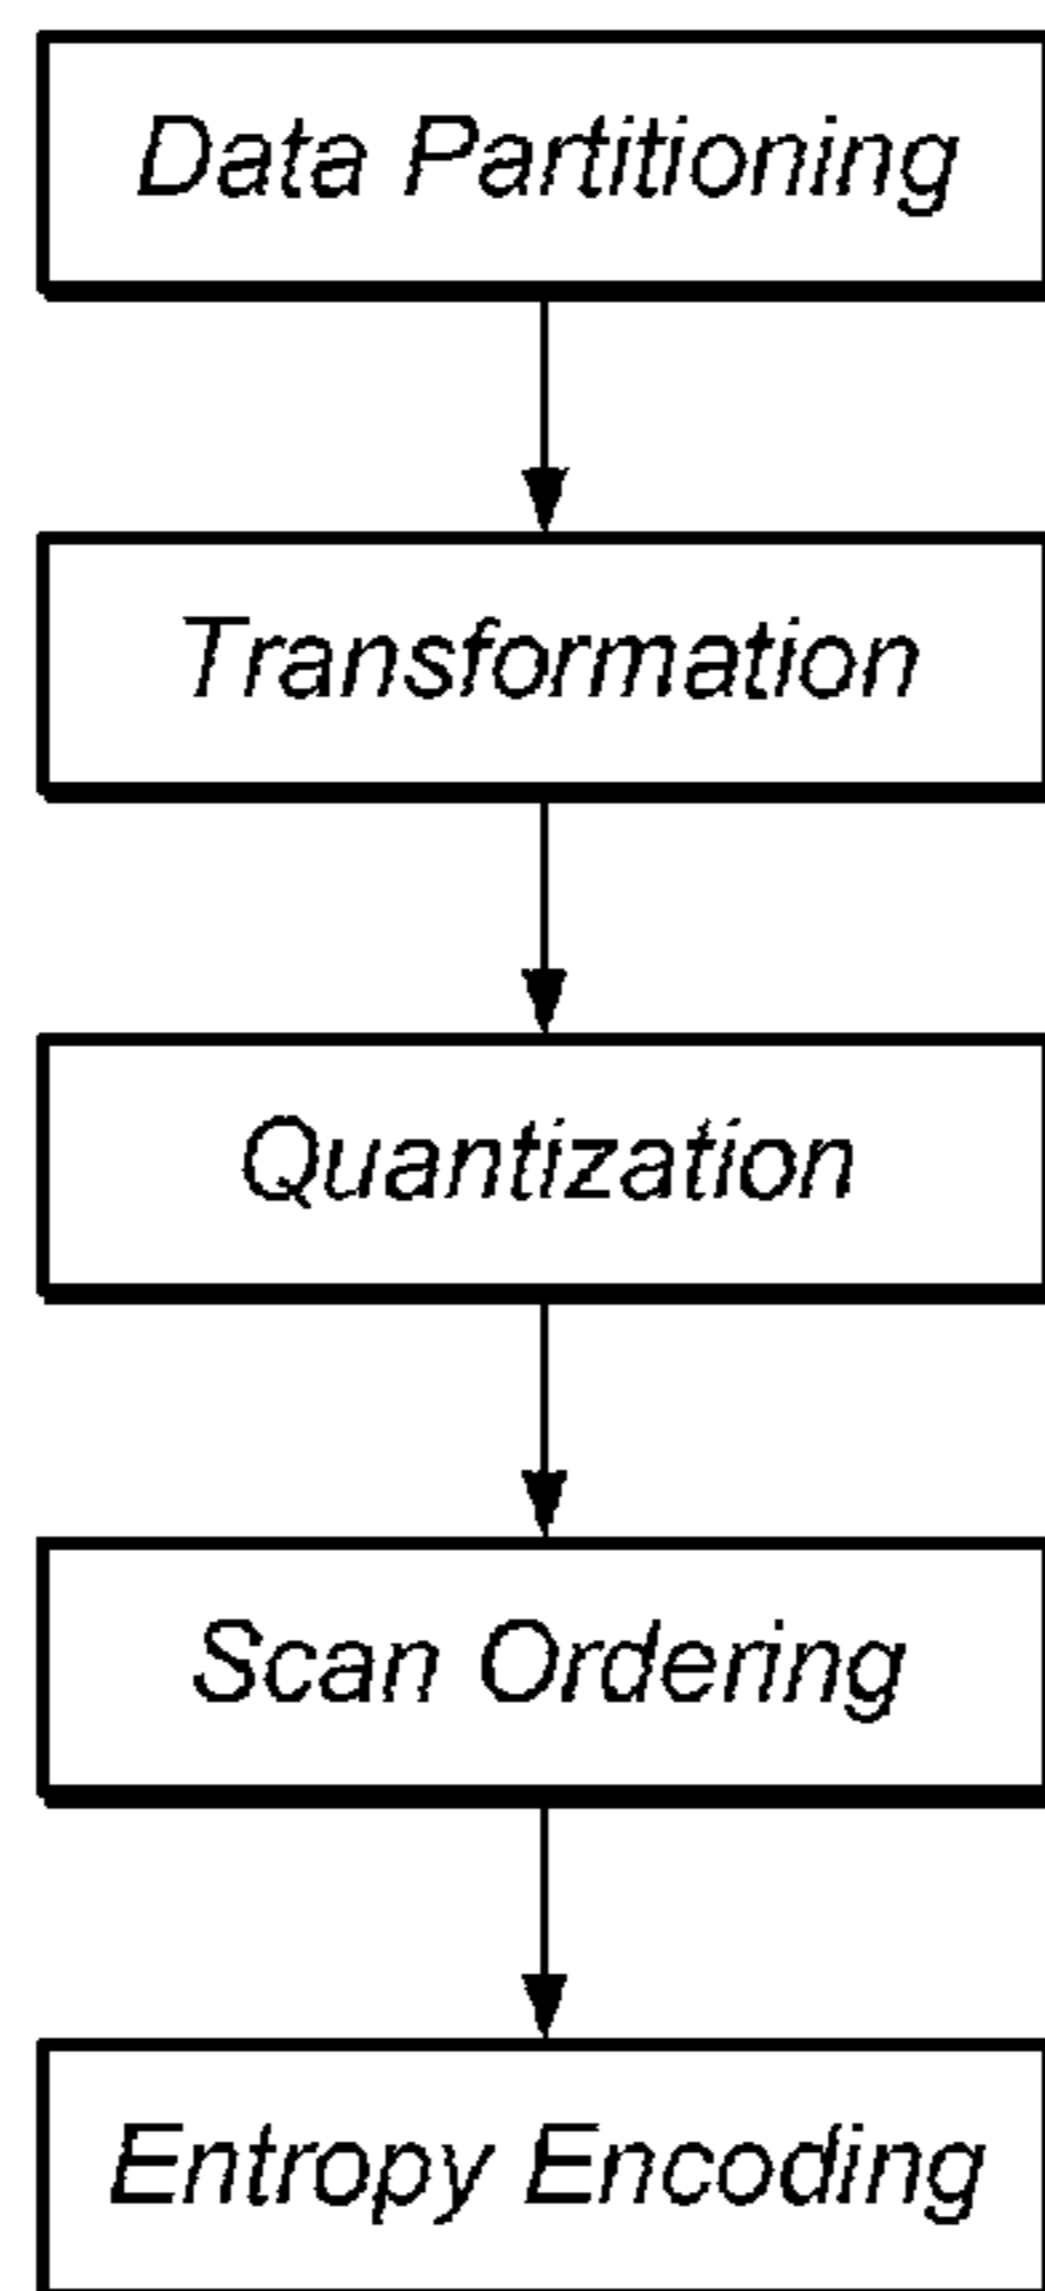 Data Partitioning
Transformation
Quantization
Scan Ordering
Entropy Encoding